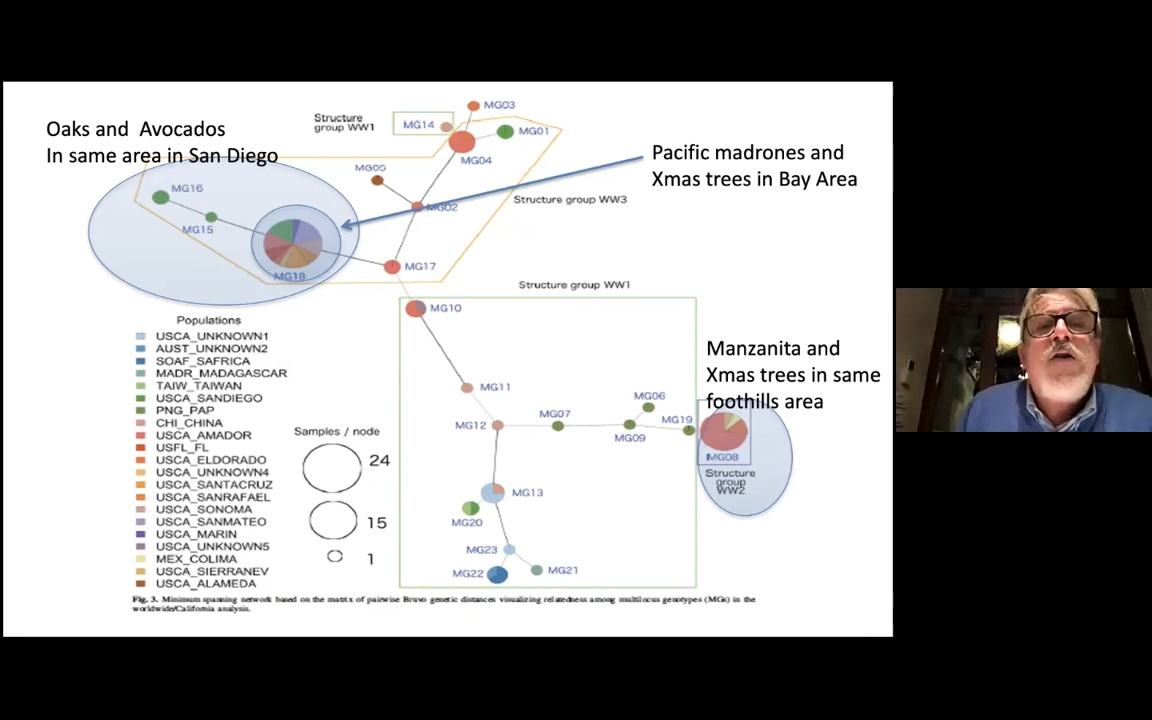 Oaks and Avocados
In same area in San Diego
Structure
group WW1
MG14
MG03
MG01
MG04
MG05
MG02
Pacific madrones and
Xmas trees in Bay Area
Structure group WW3
MG16
MG15
MG18
MG17
Structure group WW1
MG10
MG11
MG12
MG07
MG06
MG09
MG19
MG13
MG20
MG23
MG22
MG21
Manzanita and
Xmas trees in same
foothills area
MG08
Structure
group
WW2
Populations
USCA_UNKNOWN1
AUST_UNKNOWN2
SOAF_SAFRICA
MADR_MADAGASCAR
TAIW_TAIWAN
USCA_SANDIEGO
PNG_PAP
CHI_CHINA
USCA_AMADOR
USFL_FL
USCA_ELDORADO
USCA_UNKNOWN4
USCA_SANTACRUZ
USCA_SANRAFAEL
USCA_SONOMA
USCA_SANMATEO
USCA_MARIN
USCA_UNKNOWN5
MEX_COLIMA
USCA_SIERRANEV
USCA_ALAMEDA
Samples / node
24
15
1
Fig. 3. Minimum spanning network based on the matrix of pairwise Bruvo genetic distances visualizing relatedness among multilocus genotypes (MGs) in the
worldwide/California analysis.